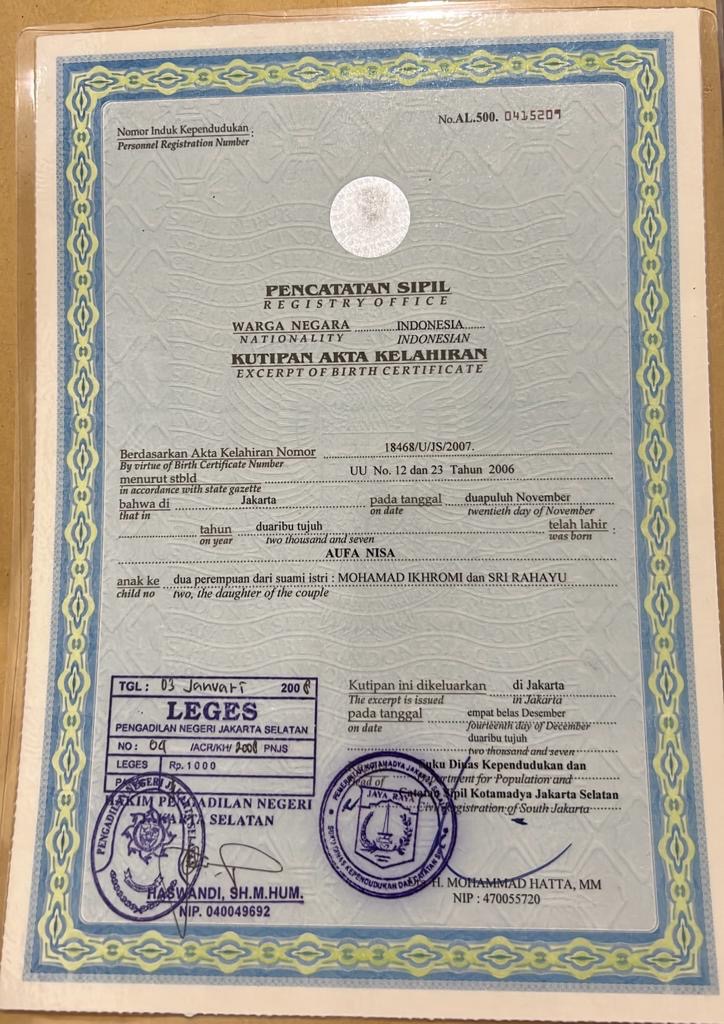 No.AL.500. 0415209
Nomor Induk Kependudukan :
Personnel Registration Number
PENCATATAN SIPIL
REGISTRY OFFICE
WARGA NEGARA INDONESIA
NATIONALITY INDONESIAN
KUTIPAN AKTA KELAHIRAN
EXCERPT OF BIRTH CERTIFICATE
Berdasarkan Akta Kelahiran Nomor 18468/U/JS/2007.
By virtue of Birth Certificate Number
menurut stbld UU No. 12 dan 23 Tahun 2006
in accordance with state gazette
bahwa di Jakarta pada tanggal duapuluh November
that in on date twentieth day of November
tahun duaribu tujuh telah lahir :
on year two thousand and seven was born
AUFA NISA
anak ke dua perempuan dari suami istri : MOHAMAD IKHROMI dan SRI RAHAYU
child no two, the daughter of the couple
Kutipan ini dikeluarkan di Jakarta
The excerpt is issued in Jakarta
pada tanggal empat belas Desember
on date fourteenth day of December
duaribu tujuh
two thousand and seven
Suku Dinas Kependudukan dan
Head of Department for Population and
Catatan Sipil Kotamadya Jakarta Selatan
Civil Registration of South Jakarta
JAYA RAYA
H. MOHAMMAD HATTA, MM
NIP : 470055720
TGL : 03 Januari 2008
LEGES
PENGADILAN NEGERI JAKARTA SELATAN
NO : 09 /ACR/KH/ 2008 PNJS
LEGES Rp. 1000
HAKIM PENGADILAN NEGERI
JAKARTA SELATAN
HASWANDI, SH.M.HUM.
NIP. 040049692